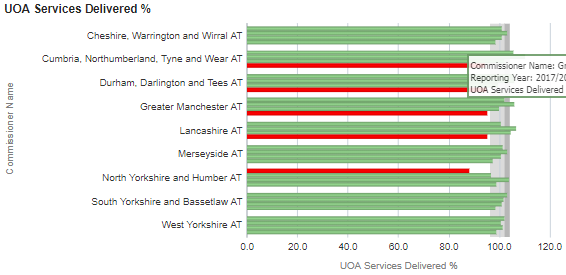 UOA Services Delivered %
Commissioner Name
Cheshire, Warrington and Wirral AT
Cumbria, Northumberland, Tyne and Wear AT
Commissioner Name: Gr
Reporting Year: 2017/20
UOA Services Delivered
Durham, Darlington and Tees AT
Greater Manchester AT
Lancashire AT
Merseyside AT
North Yorkshire and Humber AT
South Yorkshire and Bassetlaw AT
West Yorkshire AT
0.0 20.0 40.0 60.0 80.0 100.0 120.0
UOA Services Delivered %